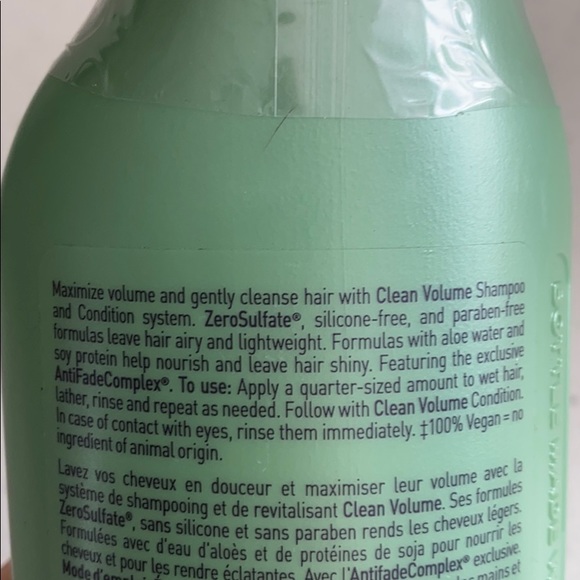 Maximize volume and gently cleanse hair with Clean Volume Shampoo
and Condition system. ZeroSulfate®, silicone-free, and paraben-free
formulas leave hair airy and lightweight. Formulas with aloe water and
soy protein help nourish and leave hair shiny. Featuring the exclusive
AntiFadeComplex®. To use: Apply a quarter-sized amount to wet hair,
lather, rinse and repeat as needed. Follow with Clean Volume Condition.
In case of contact with eyes, rinse them immediately. ‡100% Vegan = no
ingredient of animal origin.
Lavez vos cheveux en douceur et maximiser leur volume avec la
système de shampooing et de revitalisant Clean Volume. Ses formules
ZeroSulfate®, sans silicone et sans paraben rends les cheveux légers.
Formulées avec d'eau d'aloès et de protéines de soja pour nourrir les
cheveux et pour les rendre éclatantes. Avec l'AntifadeComplex® exclusive.
Mode d'emploi mains et